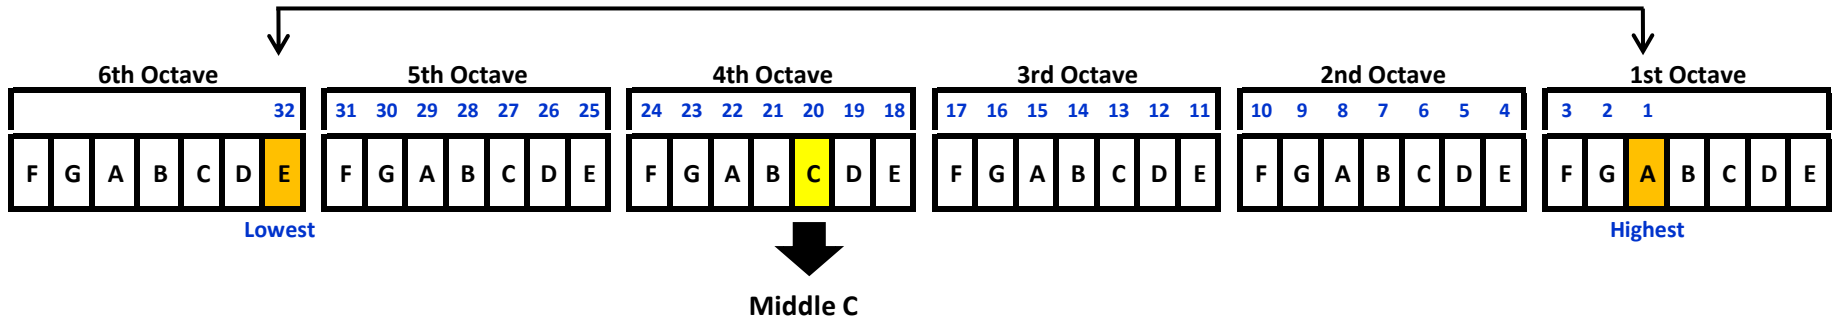 6th Octave 5th Octave 4th Octave 3rd Octave 2nd Octave 1st Octave
32 31 30 29 28 27 26 25 24 23 22 21 20 19 18 17 16 15 14 13 12 11 10 9 8 7 6 5 4 3 2 1
F G A B C D E F G A B C D E F G A B C D E F G A B C D E F G A B C D E F G A B C D E
Lowest Highest
Middle C